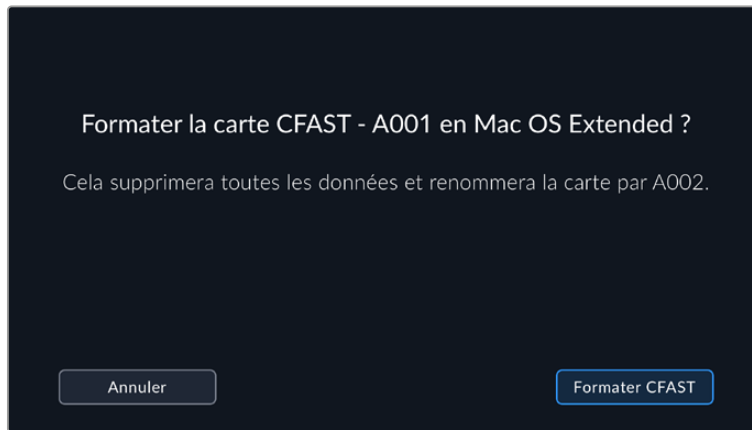 Formater la carte CFAST - A001 en Mac OS Extended ?
Cela supprimera toutes les données et renommera la carte par A002.
Annuler
Formater CFAST